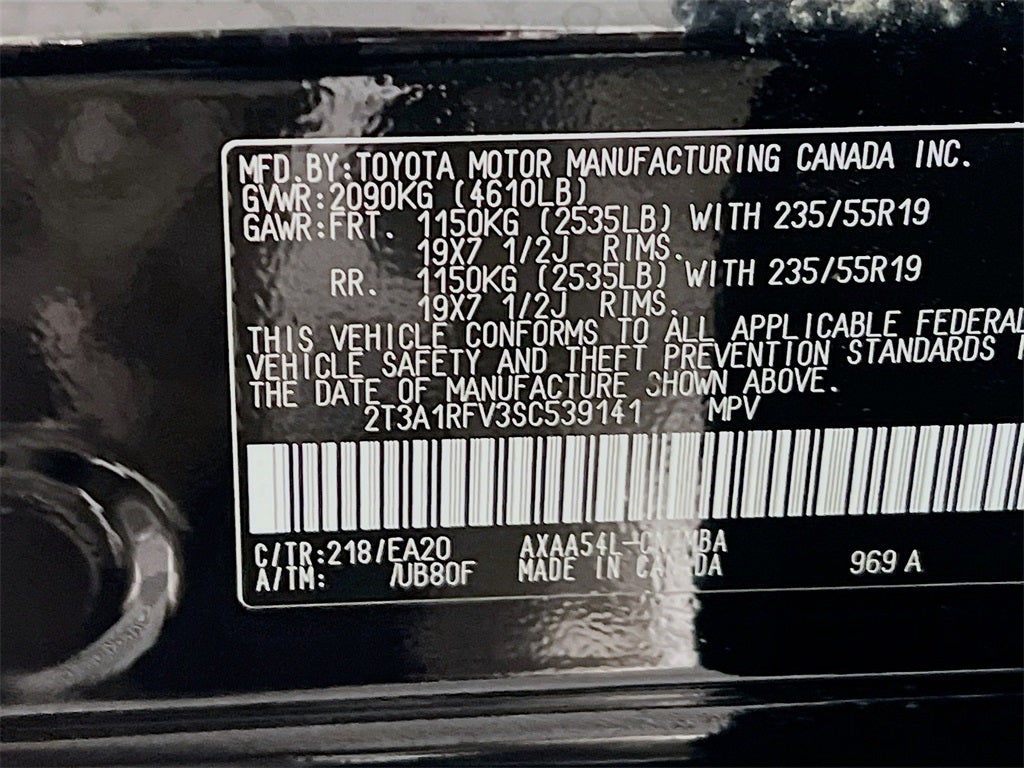 MFD.BY:TOYOTA MOTOR MANUFACTURING CANADA INC.
GVWR:2090KG (4610LB)
GAWR:FRT. 1150KG (2535LB) WITH 235/55R19
19X7 1/2J RIMS.
RR. 1150KG (2535LB) WITH 235/55R19
19X7 1/2J RIMS.
THIS VEHICLE CONFORMS TO ALL APPLICABLE FEDERAL
VEHICLE SAFETY AND THEFT PREVENTION STANDARDS
THE DATE OF MANUFACTURE SHOWN ABOVE.
2T3A1RFV3SC539141 MPV
C/TR:218/EA20
A/TM: /UB80F
MADE IN CANADA
969 A